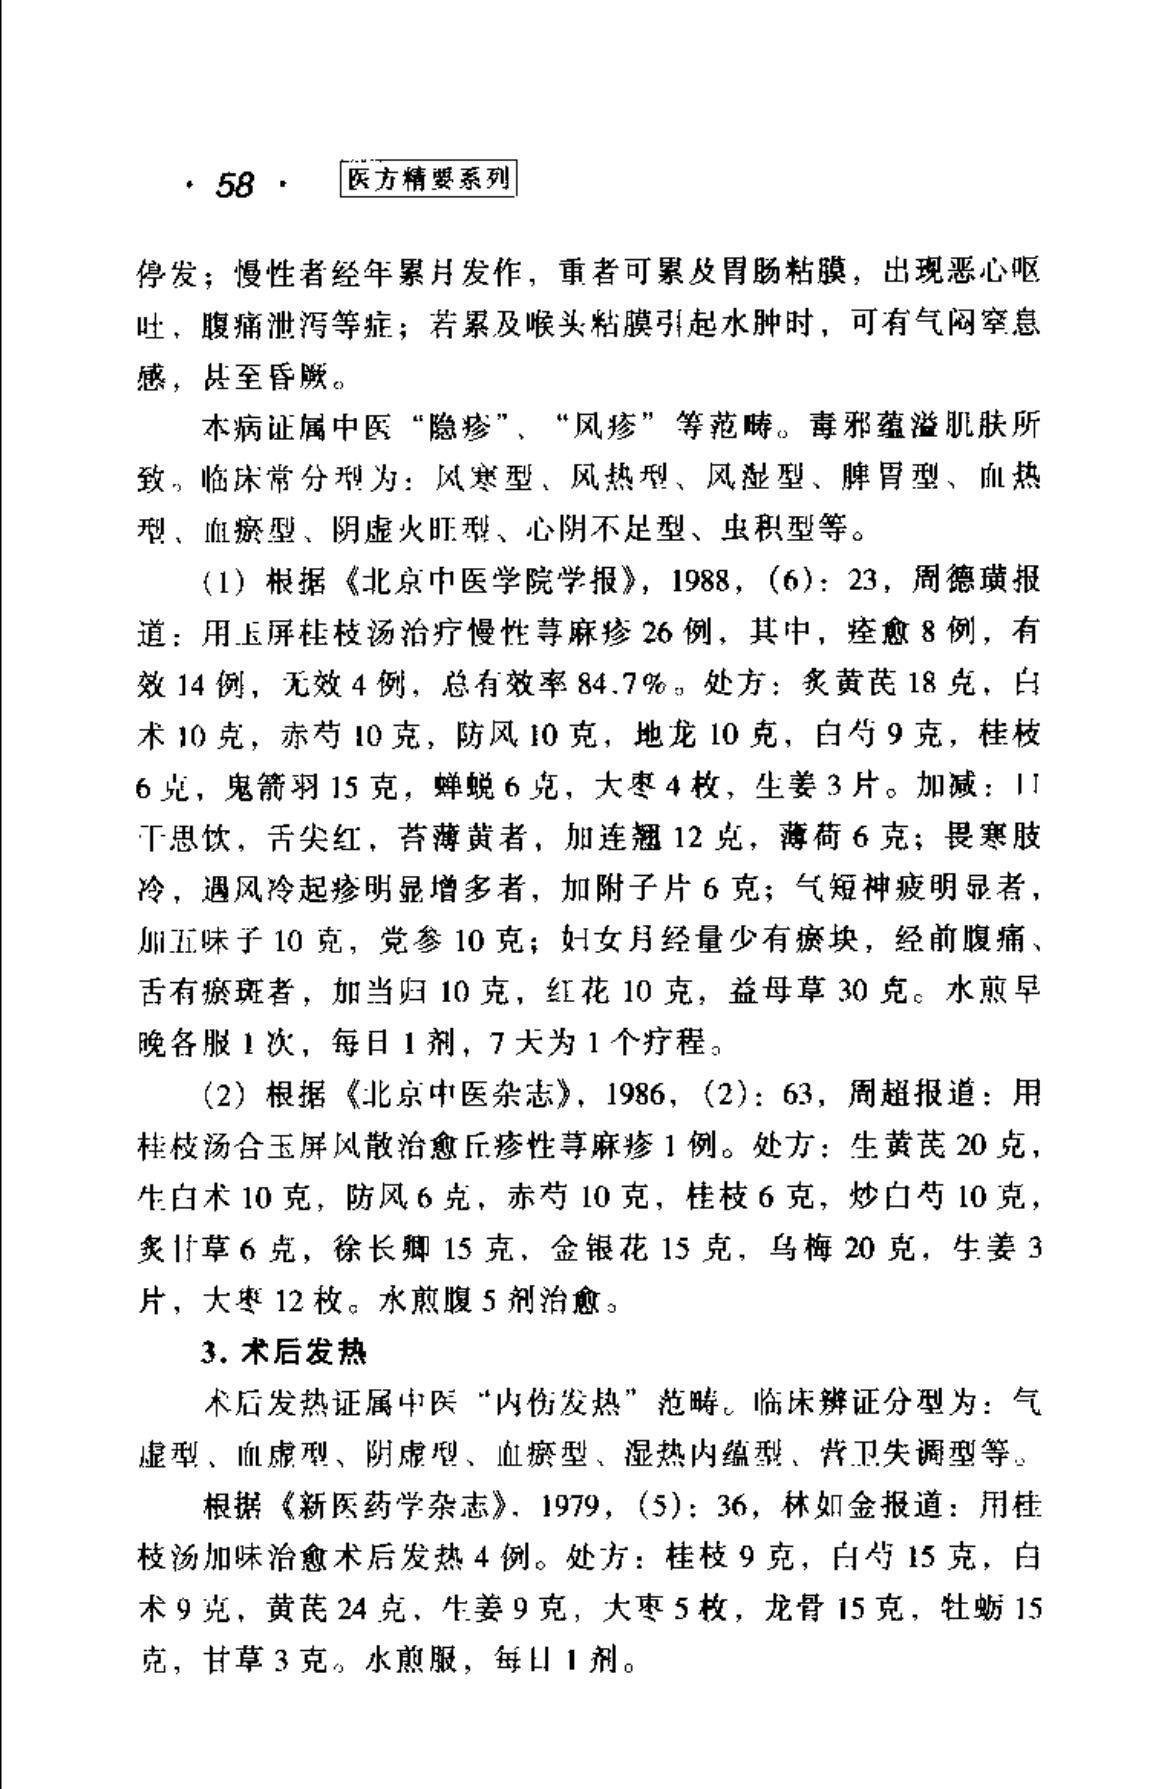 · 58 · 医方精要系列
停发；慢性者经年累月发作，重者可累及胃肠粘膜，出现恶心呕
吐，腹痛泄泻等症；若累及喉头粘膜引起水肿时，可有气闷窒息
感，甚至昏厥。
本病证属中医“隐疹”、“风疹”等范畴。毒邪蕴溢肌肤所
致。临床常分型为：风寒型、风热型、风湿型、脾胃型、血热
型、血瘀型、阴虚火旺型、心阴不足型、虫积型等。
（1）根据《北京中医学院学报》，1988，（6）：23，周德璜报
道：用玉屏桂枝汤治疗慢性荨麻疹 26 例，其中，痊愈 8 例，有
效 14 例，无效 4 例，总有效率 84.7%。处方：炙黄芪 18 克，白
术 10 克，赤芍 10 克，防风 10 克，地龙 10 克，白芍 9 克，桂枝
6 克，鬼箭羽 15 克，蝉蜕 6 克，大枣 4 枚，生姜 3 片。加减：口
干思饮，舌尖红，苔薄黄者，加连翘 12 克，薄荷 6 克；畏寒肢
冷，遇风冷起疹明显增多者，加附子片 6 克；气短神疲明显者，
加五味子 10 克，党参 10 克；妇女月经量少有瘀块，经前腹痛、
舌有瘀斑者，加当归 10 克，红花 10 克，益母草 30 克。水煎早
晚各服 1 次，每日 1 剂，7 天为 1 个疗程。
（2）根据《北京中医杂志》，1986，（2）：63，周超报道：用
桂枝汤合玉屏风散治愈丘疹性荨麻疹 1 例。处方：生黄芪 20 克，
生白术 10 克，防风 6 克，赤芍 10 克，桂枝 6 克，炒白芍 10 克，
炙甘草 6 克，徐长卿 15 克，金银花 15 克，乌梅 20 克，生姜 3
片，大枣 12 枚。水煎腹 5 剂治愈。
3. 术后发热
术后发热证属中医“内伤发热”范畴。临床辨证分型为：气
虚型、血虚型、阴虚型、血瘀型、湿热内蕴型、营卫失调型等。
根据《新医药学杂志》，1979，（5）：36，林如金报道：用桂
枝汤加味治愈术后发热 4 例。处方：桂枝 9 克，白芍 15 克，白
术 9 克，黄芪 24 克，生姜 9 克，大枣 5 枚，龙骨 15 克，牡蛎 15
克，甘草 3 克。水煎服，每日 1 剂。